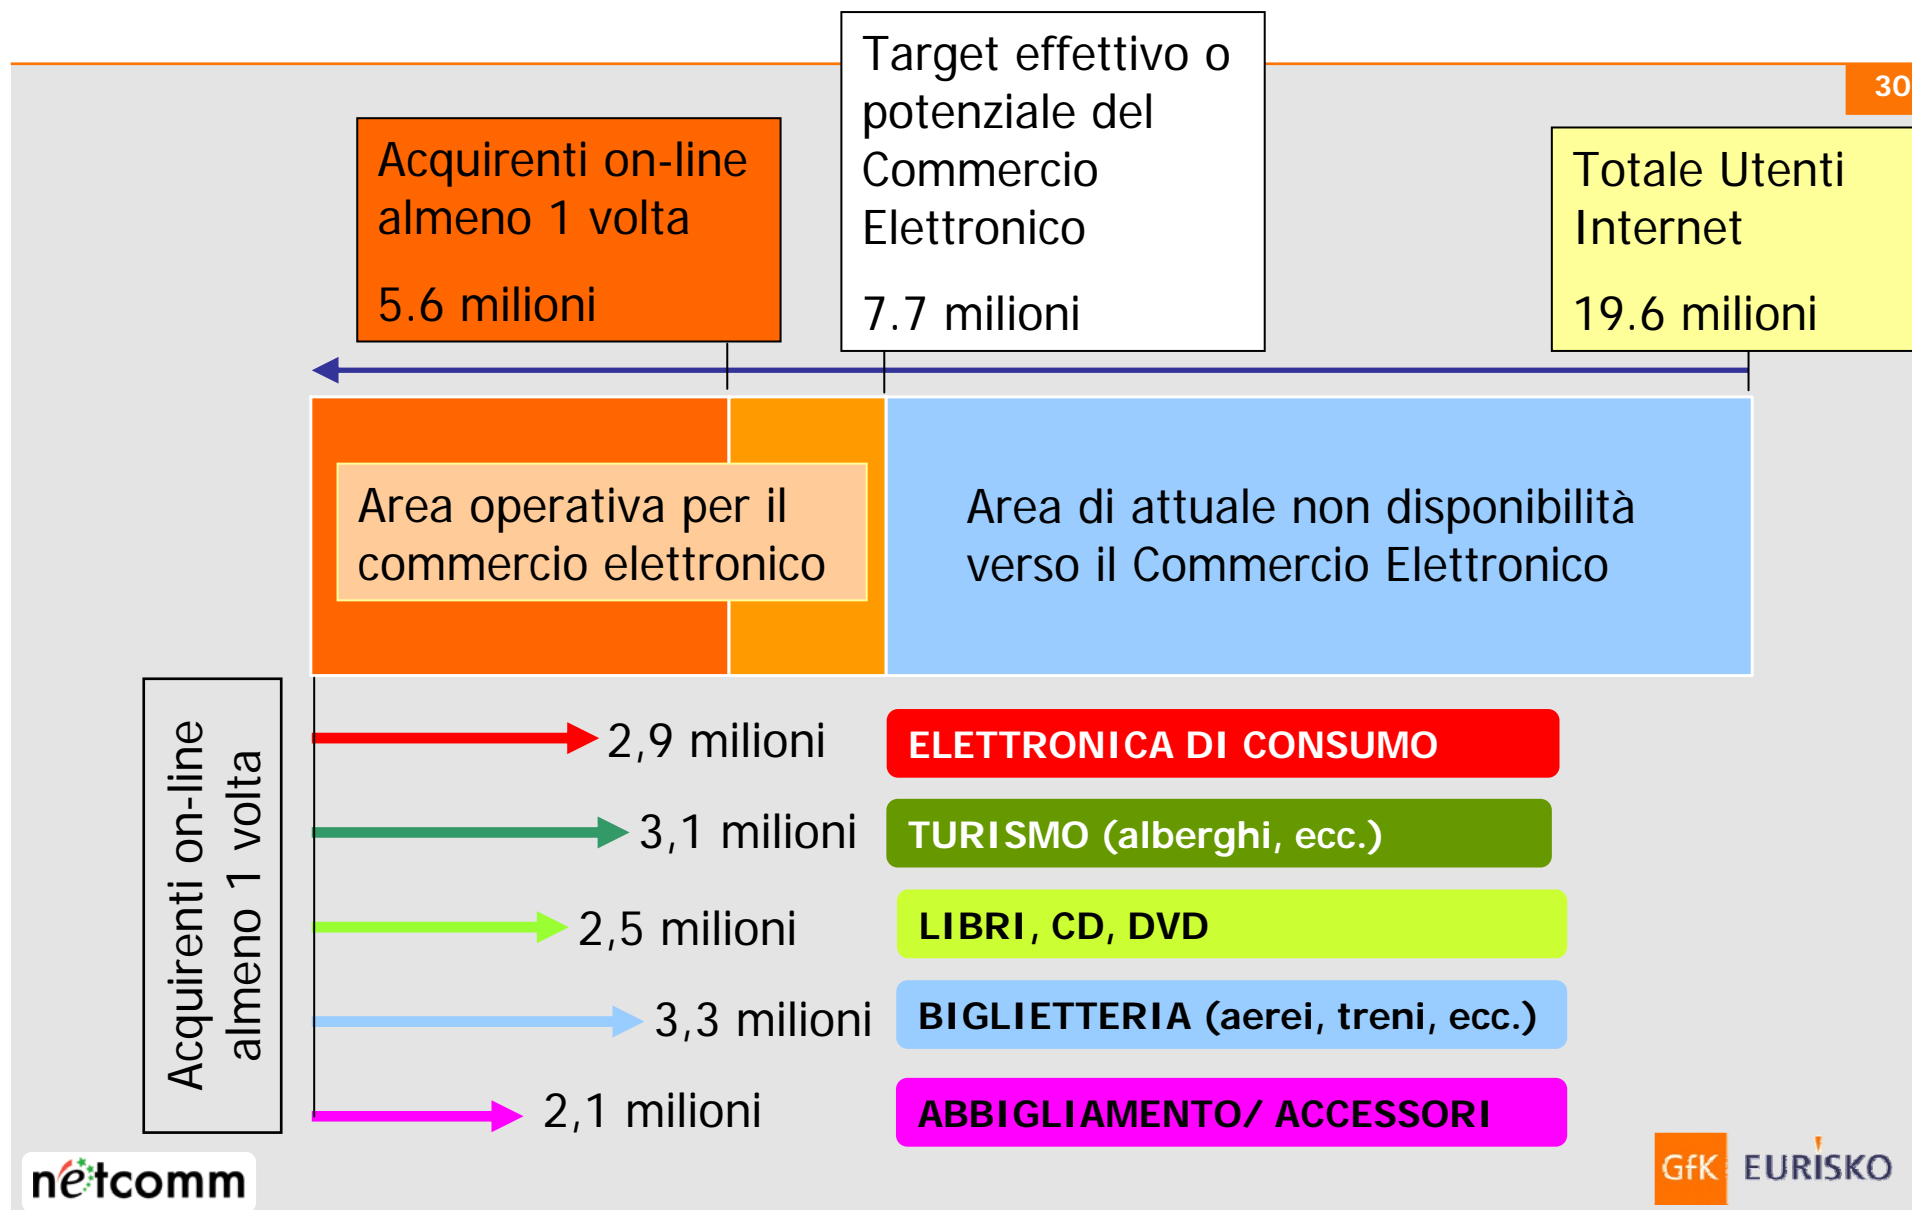 Target effettivo o
potenziale del
Commercio
Elettronico
7.7 milioni
30
Acquirenti on-line
almeno 1 volta
5.6 milioni
Totale Utenti
Internet
19.6 milioni
Area operativa per il
commercio elettronico
Area di attuale non disponibilità
verso il Commercio Elettronico
Acquirenti on-line
almeno 1 volta
2,9 milioni
ELETTRONICA DI CONSUMO
3,1 milioni
TURISMO (alberghi, ecc.)
2,5 milioni
LIBRI, CD, DVD
3,3 milioni
BIGLIETTERIA (aerei, treni, ecc.)
2,1 milioni
ABBIGLIAMENTO/ ACCESSORI
netcomm
GfK EURISKO